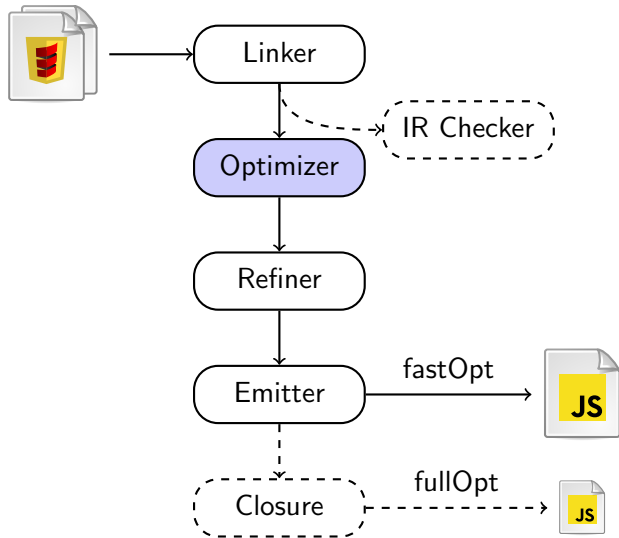 Linker
IR Checker
Optimizer
Refiner
fastOpt
Emitter
JS
fullOpt
Closure
JS